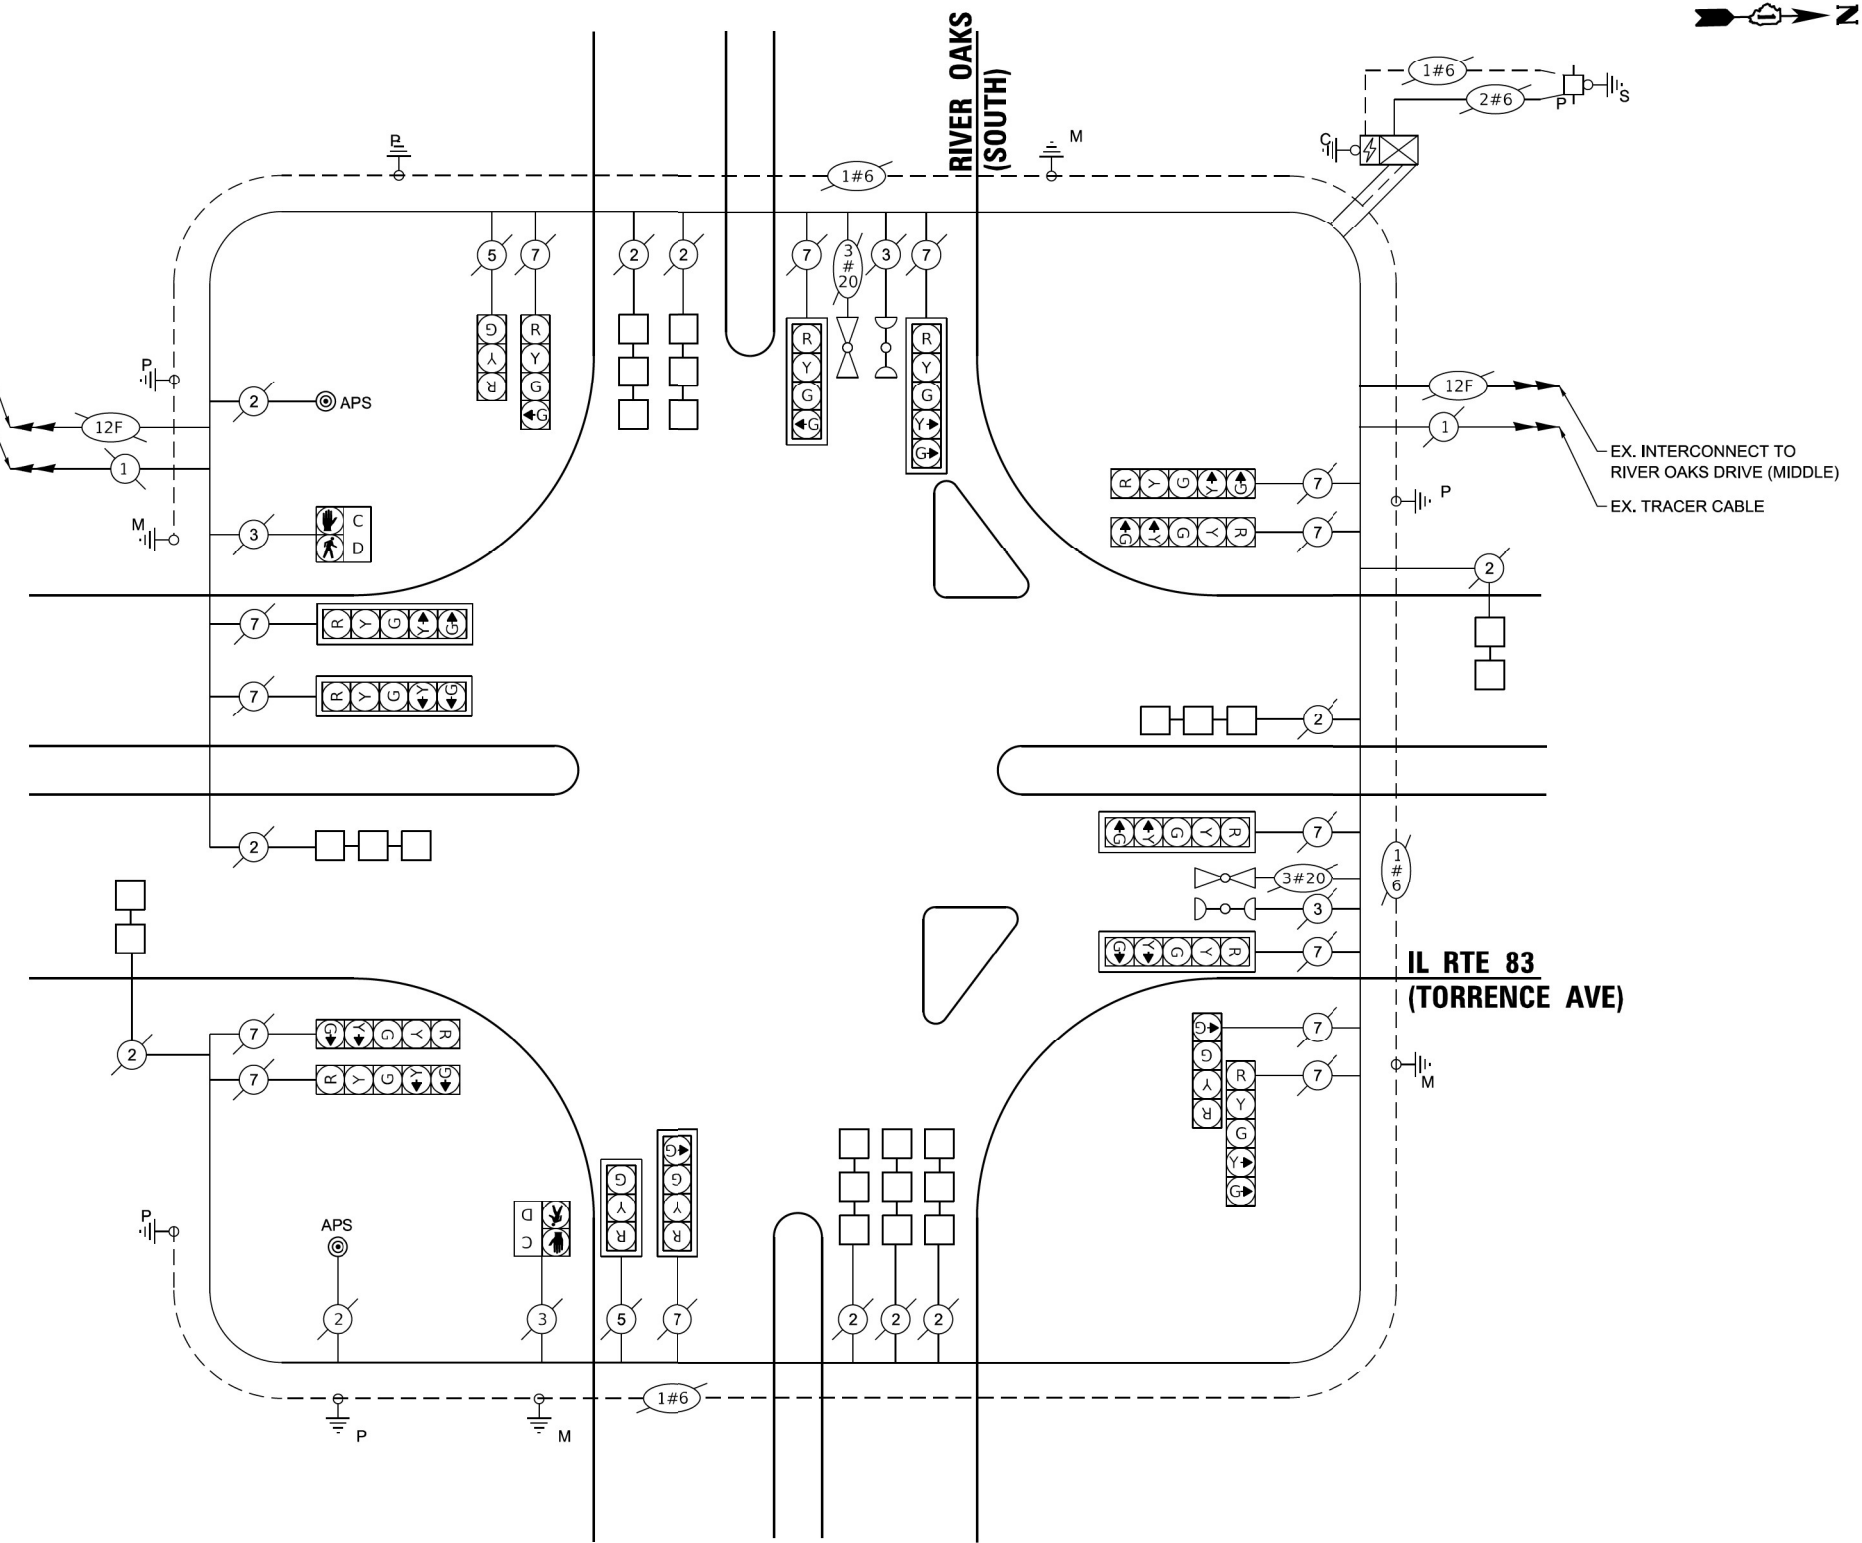 N
RIVER OAKS
(SOUTH)
1#6
2#6
P
S
C
P
M
1#6
5
7
2
2
7
3
#
20
3
7
G
Y
R
R
Y
G
G
R
Y
G
G
R
Y
G
Y
G
P
2
APS
12F
1
M
3
C
D
12F
1
EX. INTERCONNECT TO
RIVER OAKS DRIVE (MIDDLE)
EX. TRACER CABLE
R Y G Y G
7
P
G Y G Y R
7
2
7
R Y G Y G
7
R Y G Y G
2
2
G Y G Y R
7
1
#
6
3#20
3
G Y G Y R
7
IL RTE 83
(TORRENCE AVE)
2
7
G Y G Y R
7
R Y G Y G
G
G
Y
R
7
R
Y
G
Y
G
7
M
P
APS
D
C
G
Y
R
G
G
Y
R
2
3
5
7
2
2
2
1#6
P
M